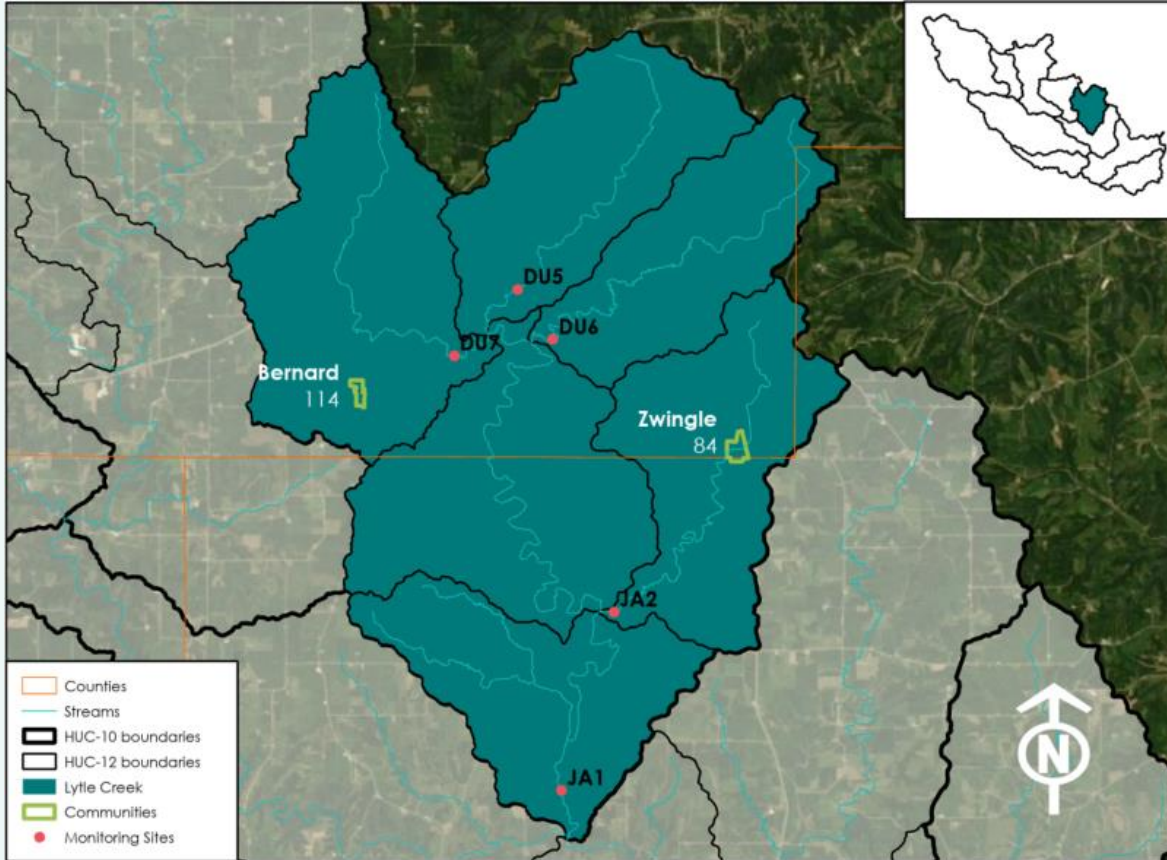 DU5
DU6
DU7
Bernard
114
Zwingle
84
JA2
JA1
Counties
Streams
HUC-10 boundaries
HUC-12 boundaries
Lytle Creek
Communities
Monitoring Sites
N